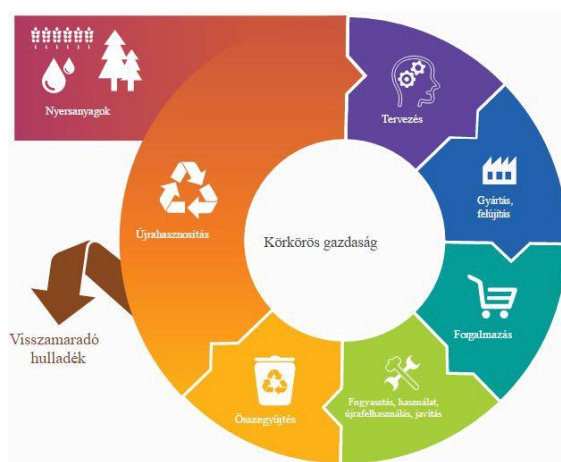 Nyersanyagok
Tervezés
Gyártás,
felújítás
Újrahasznosítás
Körkörös gazdaság
Forgalmazás
Visszamaradó
hulladék
Összegyűjtés
Fogyasztás, használat,
újrafelhasználás, javítás